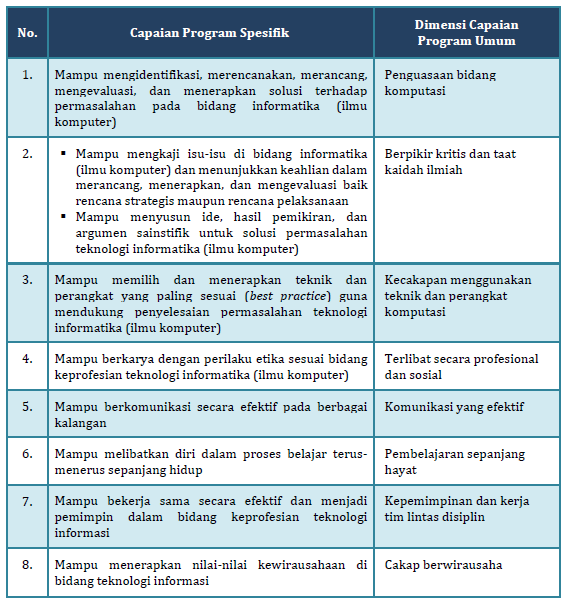 No.
Capaian Program Spesifik
Dimensi Capaian
Program Umum
1.
Mampu mengidentifikasi, merencanakan, merancang,
mengevaluasi, dan menerapkan solusi terhadap
permasalahan pada bidang informatika (ilmu
komputer)
Penguasaan bidang
komputasi
2.
▪ Mampu mengkaji isu-isu di bidang informatika
(ilmu komputer) dan menunjukkan keahlian dalam
merancang, menerapkan, dan mengevaluasi baik
rencana strategis maupun rencana pelaksanaan
▪ Mampu menyusun ide, hasil pemikiran, dan
argumen sainstifik untuk solusi permasalahan
teknologi informatika (ilmu komputer)
Berpikir kritis dan taat
kaidah ilmiah
3.
Mampu memilih dan menerapkan teknik dan
perangkat yang paling sesuai (best practice) guna
mendukung penyelesaian permasalahan teknologi
informatika (ilmu komputer)
Kecakapan menggunakan
teknik dan perangkat
komputasi
4.
Mampu berkarya dengan perilaku etika sesuai bidang
keprofesian teknologi informatika (ilmu komputer)
Terlibat secara profesional
dan sosial
5.
Mampu berkomunikasi secara efektif pada berbagai
kalangan
Komunikasi yang efektif
6.
Mampu melibatkan diri dalam proses belajar terus-
menerus sepanjang hidup
Pembelajaran sepanjang
hayat
7.
Mampu bekerja sama secara efektif dan menjadi
pemimpin dalam bidang keprofesian teknologi
informasi
Kepemimpinan dan kerja
tim lintas disiplin
8.
Mampu menerapkan nilai-nilai kewirausahaan di
bidang teknologi informasi
Cakap berwirausaha